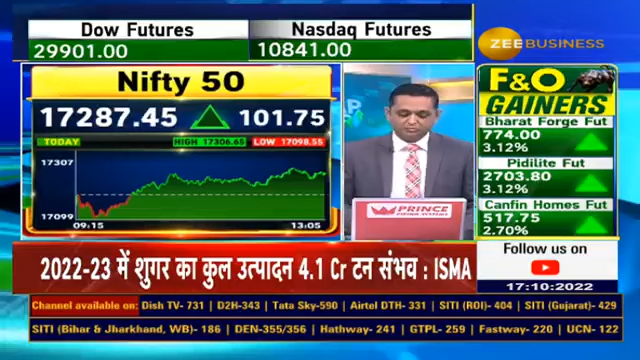 Dow Futures
29901.00
Nasdaq Futures
10841.00
ZEEBUSINESS
Nifty 50
17287.45 101.75
TODAY HIGH 17306.65 LOW 17098.55
17307
17099
09:15 13:05
PRINCE
PIPING SYSTEMS
F&O
GAINERS
Bharat Forge Fut
774.00
3.12%
Pidilite Fut
2703.80
3.12%
Canfin Homes Fut
517.75
2.70%
2022-23 में शुगर का कुल उत्पादन 4.1 Cr टन संभव : ISMA
Follow us on
17:10:2022
Channel available on: Dish TV- 731 | D2H-343 | Tata Sky-590 | Airtel DTH- 331 | SITI (ROI)- 404 | SITI (Gujarat)- 429
SITI (Bihar & Jharkhand, WB)- 186 | DEN-355/356 | Hathway- 241 | GTPL- 259 | Fastway- 220 | UCN- 122